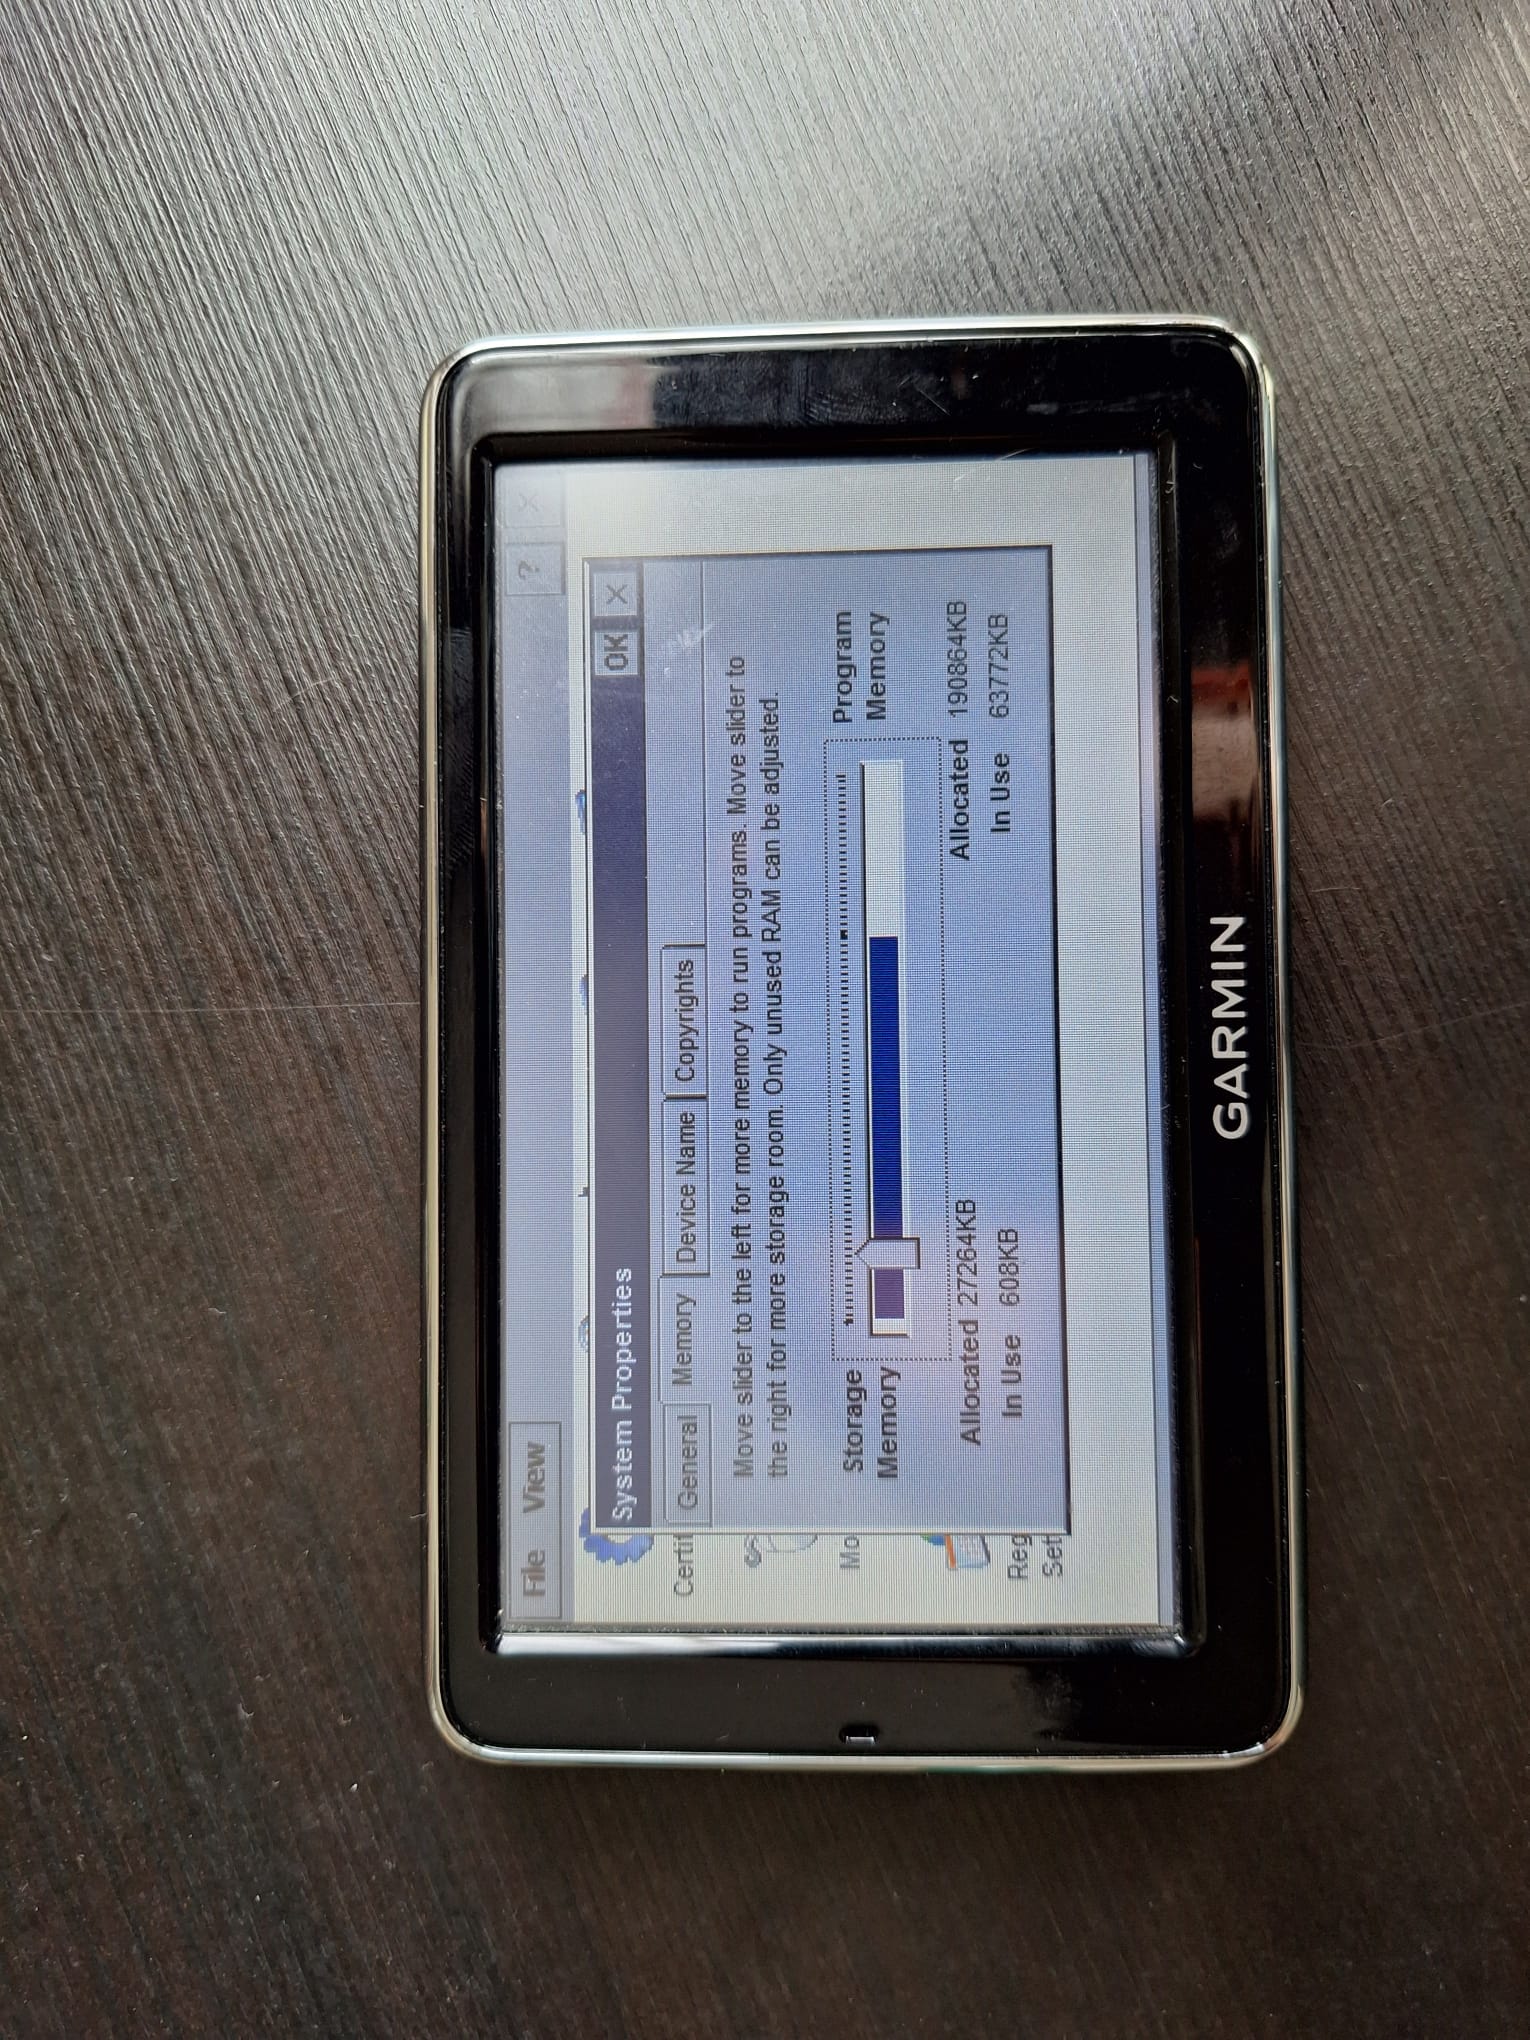 File View ? ×
System Properties OK ×
General Memory Device Name Copyrights
Certif
Move slider to the left for more memory to run programs. Move slider to
the right for more storage room. Only unused RAM can be adjusted.
Mo
Storage
Memory
Program
Memory
Allocated 27264KB
In Use 608KB
Allocated 190864KB
In Use 63772KB
Reg
Set
GARMIN